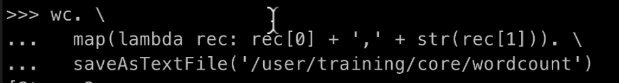 >>> wc. \
...   map(lambda rec: rec[0] + ',' + str(rec[1])). \
...   saveAsTextFile('/user/training/core/wordcount')